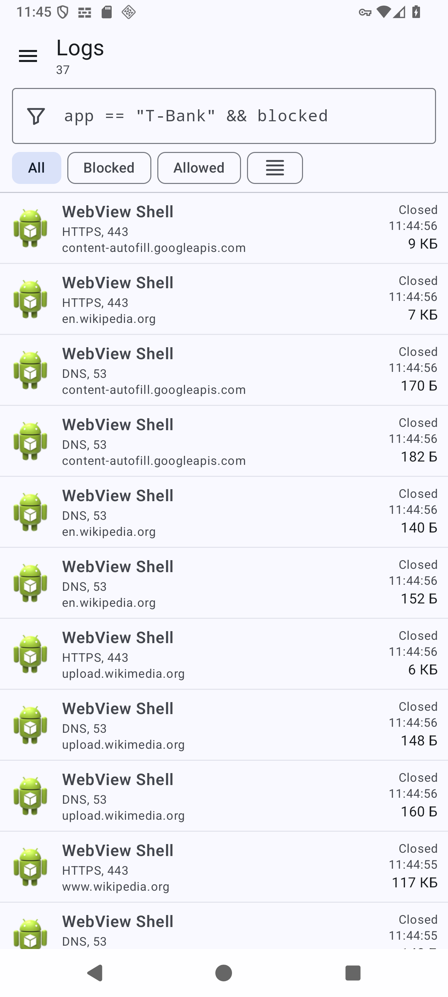 11:45
Logs
37
app == "T-Bank" && blocked
All
Blocked
Allowed
WebView Shell
Closed
HTTPS, 443
11:44:56
content-autofill.googleapis.com
9 КБ
WebView Shell
Closed
HTTPS, 443
11:44:56
en.wikipedia.org
7 КБ
WebView Shell
Closed
DNS, 53
11:44:56
content-autofill.googleapis.com
170 Б
WebView Shell
Closed
DNS, 53
11:44:56
content-autofill.googleapis.com
182 Б
WebView Shell
Closed
DNS, 53
11:44:56
en.wikipedia.org
140 Б
WebView Shell
Closed
DNS, 53
11:44:56
en.wikipedia.org
152 Б
WebView Shell
Closed
HTTPS, 443
11:44:56
upload.wikimedia.org
6 КБ
WebView Shell
Closed
DNS, 53
11:44:56
upload.wikimedia.org
148 Б
WebView Shell
Closed
DNS, 53
11:44:56
upload.wikimedia.org
160 Б
WebView Shell
Closed
HTTPS, 443
11:44:55
www.wikipedia.org
117 КБ
WebView Shell
Closed
DNS, 53
11:44:55